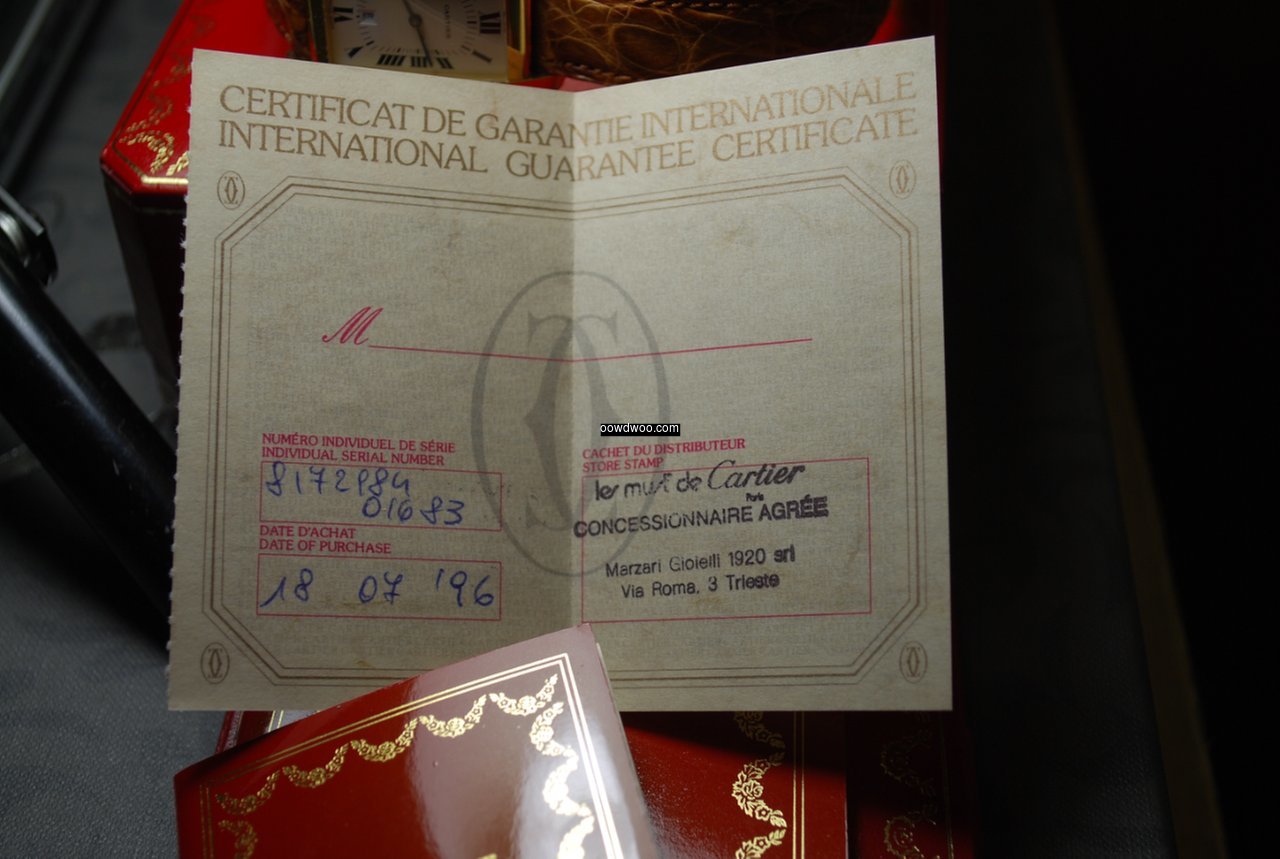 CERTIFICAT DE GARANTIE INTERNATIONALE
INTERNATIONAL GUARANTEE CERTIFICATE
M
oowdwoo.com
NUMÉRO INDIVIDUEL DE SÉRIE
INDIVIDUAL SERIAL NUMBER
8172984
01683
DATE D'ACHAT
DATE OF PURCHASE
18 07 '96
CACHET DU DISTRIBUTEUR
STORE STAMP
les must de Cartier
Paris
CONCESSIONNAIRE AGRÉE
Marzari Gioielli 1920 srl
Via Roma, 3 Trieste